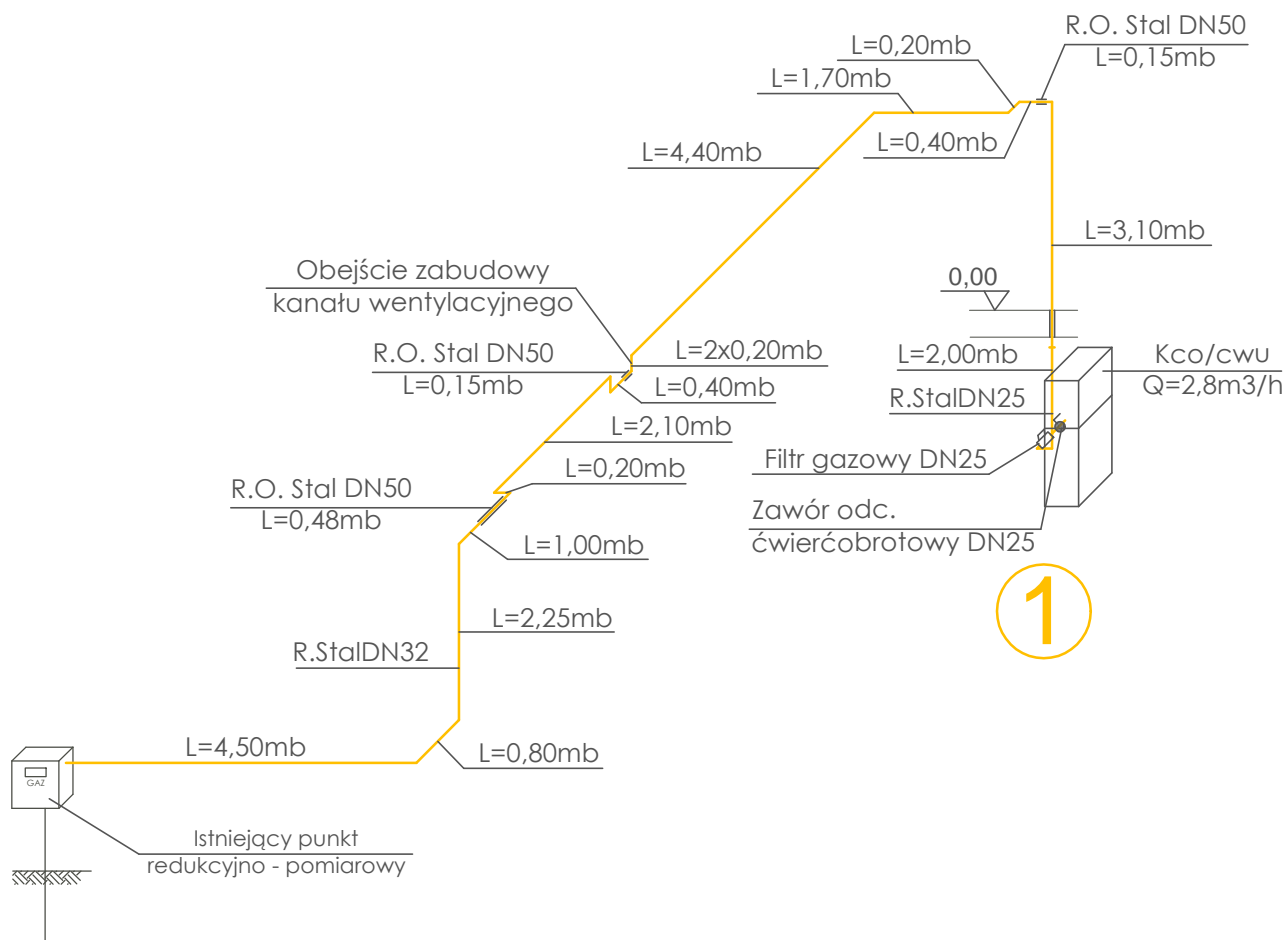 R.O. Stal DN50
L=0,15mb
L=0,20mb
L=1,70mb
L=0,40mb
L=4,40mb
L=3,10mb
Obejście zabudowy
kanału wentylacyjnego
0,00
R.O. Stal DN50
L=0,15mb
L=2x0,20mb
L=0,40mb
L=2,00mb
Kco/cwu
Q=2,8m3/h
R.StalDN25
L=2,10mb
L=0,20mb
Filtr gazowy DN25
R.O. Stal DN50
L=0,48mb
Zawór odc.
ćwierćobrotowy DN25
L=1,00mb
1
L=2,25mb
R.StalDN32
L=4,50mb
L=0,80mb
GAZ
Istniejący punkt
redukcyjno - pomiarowy